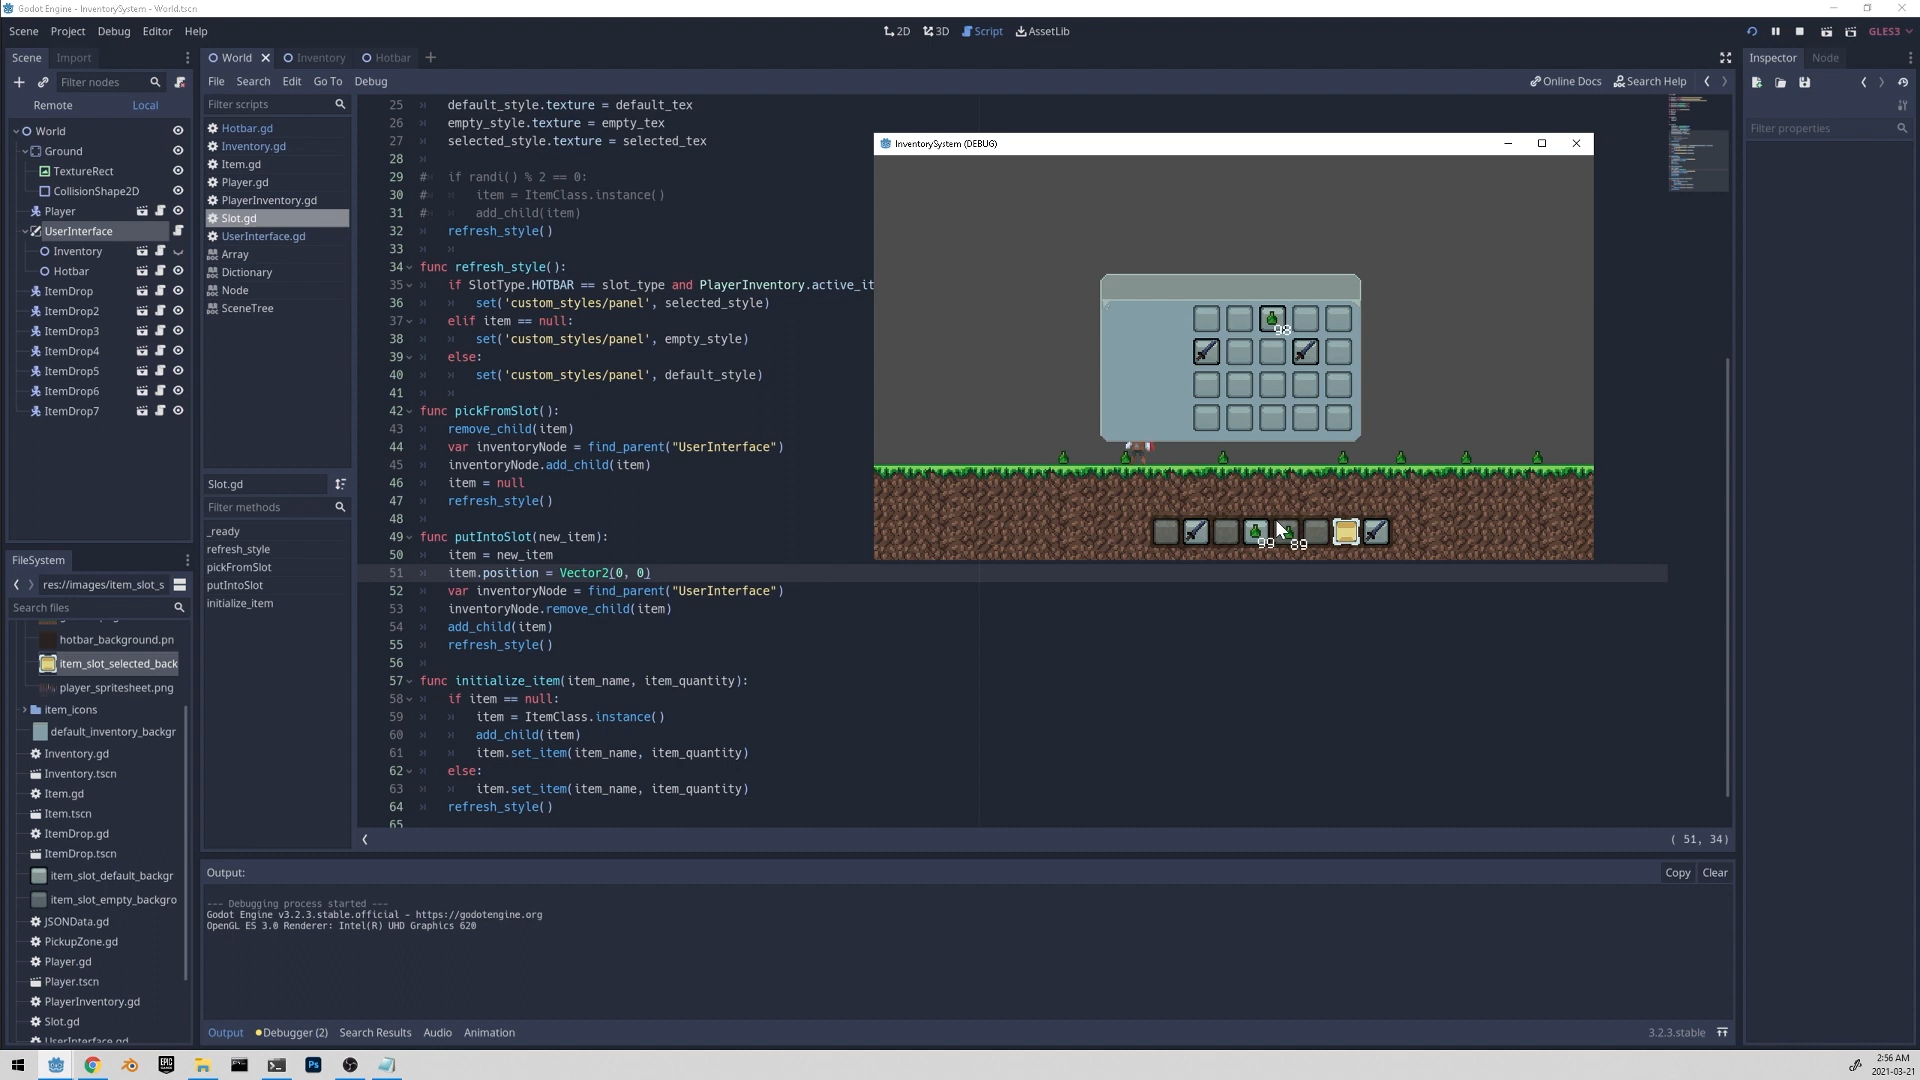 Godot Engine - InventorySystem - World.tscn
Scene Project Debug Editor Help
2D 3D Script AssetLib
GLES3
Scene Import
World Inventory Hotbar
Inspector Node
Filter nodes
File Search Edit Go To Debug
Online Docs Search Help
Remote Local
Filter scripts
Filter properties
World
Ground
TextureRect
CollisionShape2D
Player
UserInterface
Inventory
Hotbar
ItemDrop
ItemDrop2
ItemDrop3
ItemDrop4
ItemDrop5
ItemDrop6
ItemDrop7
Hotbar.gd
Inventory.gd
Item.gd
Player.gd
PlayerInventory.gd
Slot.gd
UserInterface.gd
Array
Dictionary
Node
SceneTree
Slot.gd
Filter methods
_ready
refresh_style
pickFromSlot
putIntoSlot
initialize_item
25 default_style.texture = default_tex
26 empty_style.texture = empty_tex
27 selected_style.texture = selected_tex
28
29 # if randi() % 2 == 0:
30 # item = ItemClass.instance()
31 # add_child(item)
32 refresh_style()
33
34 func refresh_style():
35 if SlotType.HOTBAR == slot_type and PlayerInventory.active_it
36 set('custom_styles/panel', selected_style)
37 elif item == null:
38 set('custom_styles/panel', empty_style)
39 else:
40 set('custom_styles/panel', default_style)
41
42 func pickFromSlot():
43 remove_child(item)
44 var inventoryNode = find_parent("UserInterface")
45 inventoryNode.add_child(item)
46 item = null
47 refresh_style()
48
49 func putIntoSlot(new_item):
50 item = new_item
51 item.position = Vector2(0, 0)
52 var inventoryNode = find_parent("UserInterface")
53 inventoryNode.remove_child(item)
54 add_child(item)
55 refresh_style()
56
57 func initialize_item(item_name, item_quantity):
58 if item == null:
59 item = ItemClass.instance()
60 add_child(item)
61 item.set_item(item_name, item_quantity)
62 else:
63 item.set_item(item_name, item_quantity)
64 refresh_style()
65
( 51, 34)
InventorySystem (DEBUG)
98
99 89
FileSystem
res://images/item_slot_s
Search files
hotbar_background.pn
item_slot_selected_back
player_spritesheet.png
item_icons
default_inventory_backgr
Inventory.gd
Inventory.tscn
Item.gd
Item.tscn
ItemDrop.gd
ItemDrop.tscn
item_slot_default_backgr
item_slot_empty_backgro
JSONData.gd
PickupZone.gd
Player.gd
Player.tscn
PlayerInventory.gd
Slot.gd
UserInterface.gd
Output:
Copy Clear
--- Debugging process started ---
Godot Engine v3.2.3.stable.official - https://godotengine.org
OpenGL ES 3.0 Renderer: Intel(R) UHD Graphics 620
Output Debugger (2) Search Results Audio Animation
3.2.3.stable
EPIC
Ps
2:56 AM
2021-03-21